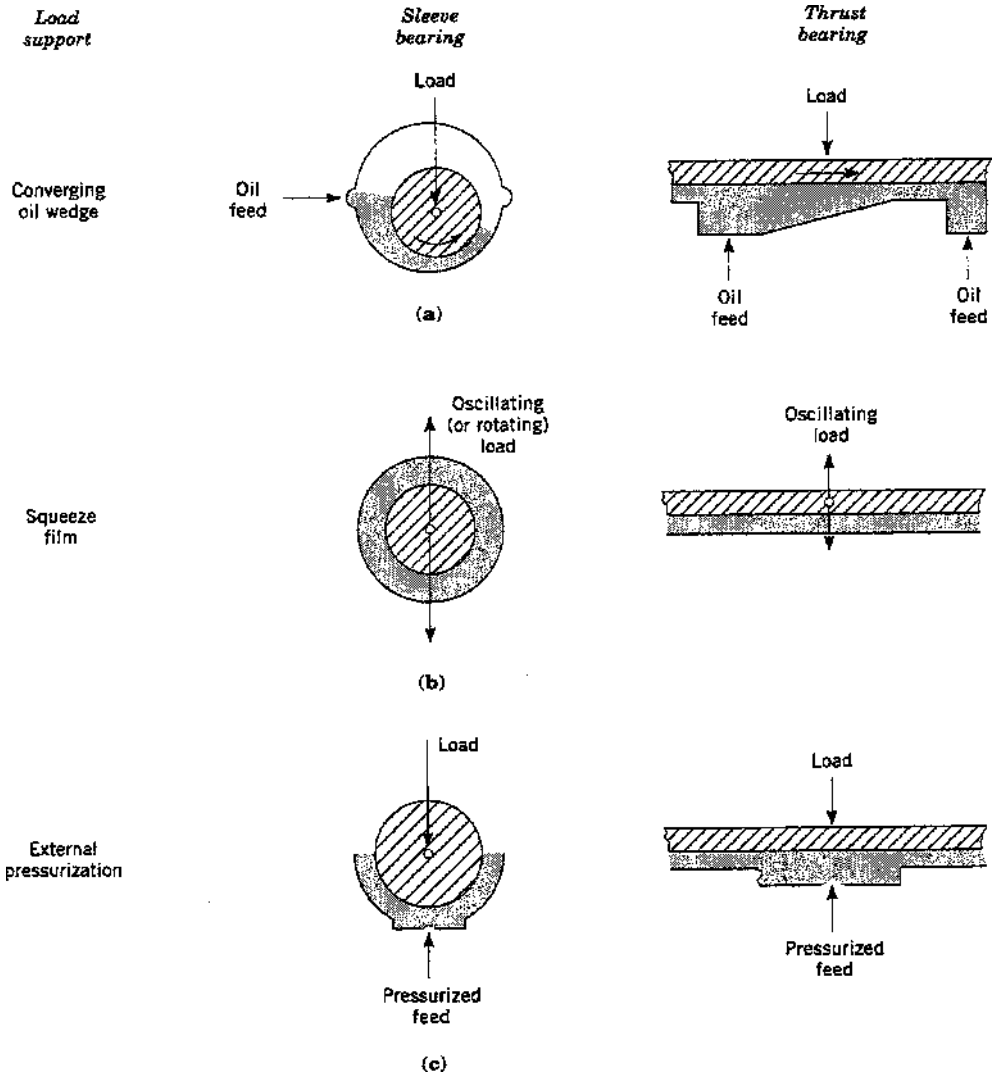 Load
support
Sleeve
bearing
Thrust
bearing
Converging
oil wedge
Load
Oil
feed
(a)
Load
Oil
feed
Oil
feed
Squeeze
film
Oscillating
(or rotating)
load
(b)
Oscillating
load
External
pressurization
Load
Pressurized
feed
(c)
Load
Pressurized
feed